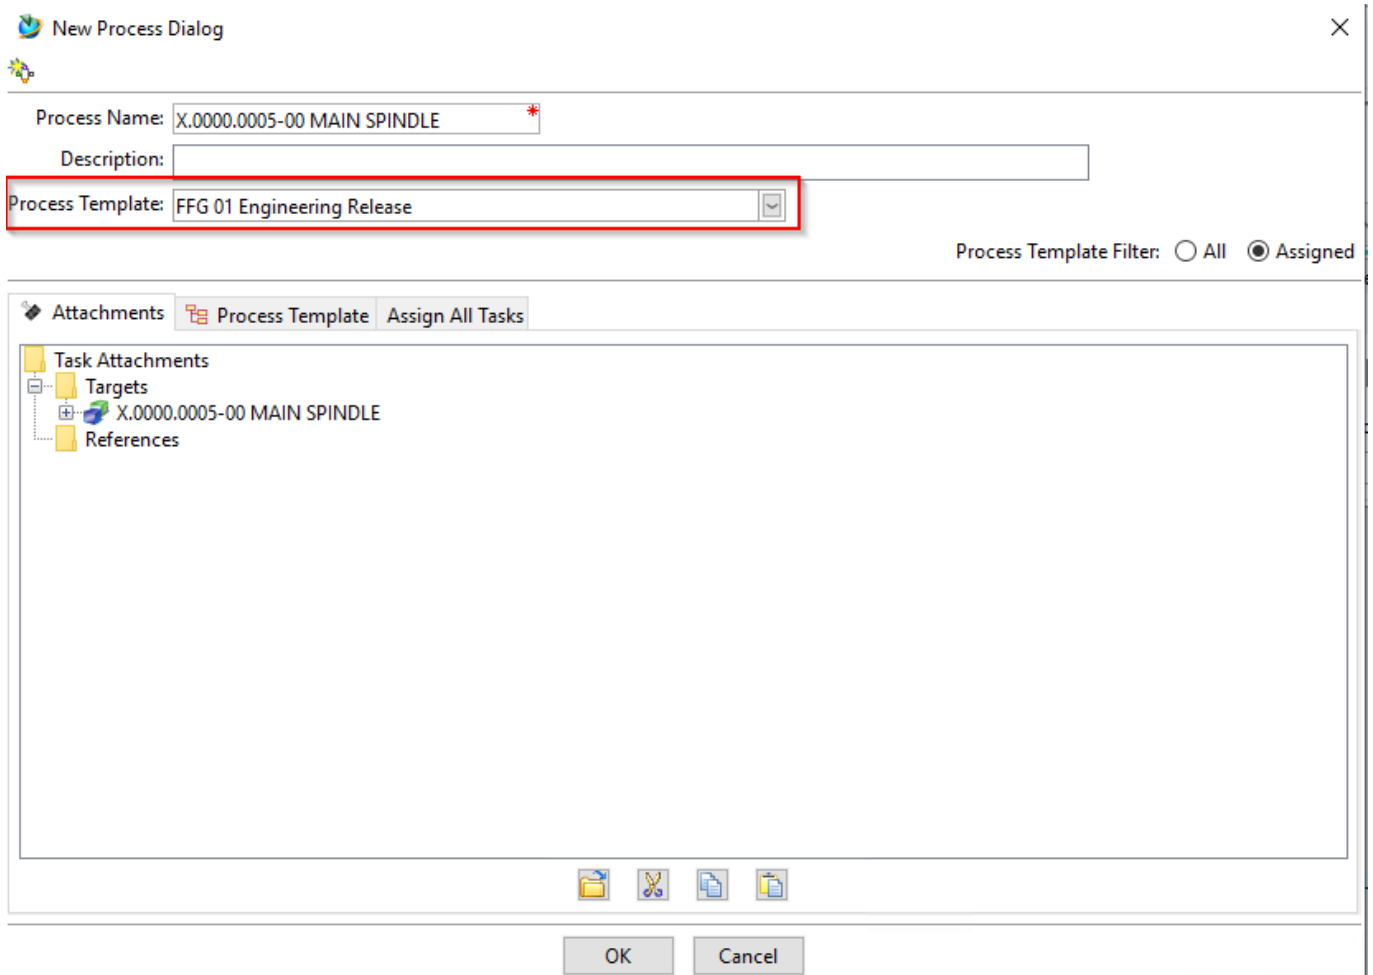 New Process Dialog
Process Name: X.0000.0005-00 MAIN SPINDLE *
Description:
Process Template: FFG 01 Engineering Release
Process Template Filter: All Assigned
Attachments Process Template Assign All Tasks
Task Attachments
Targets
X.0000.0005-00 MAIN SPINDLE
References
OK Cancel